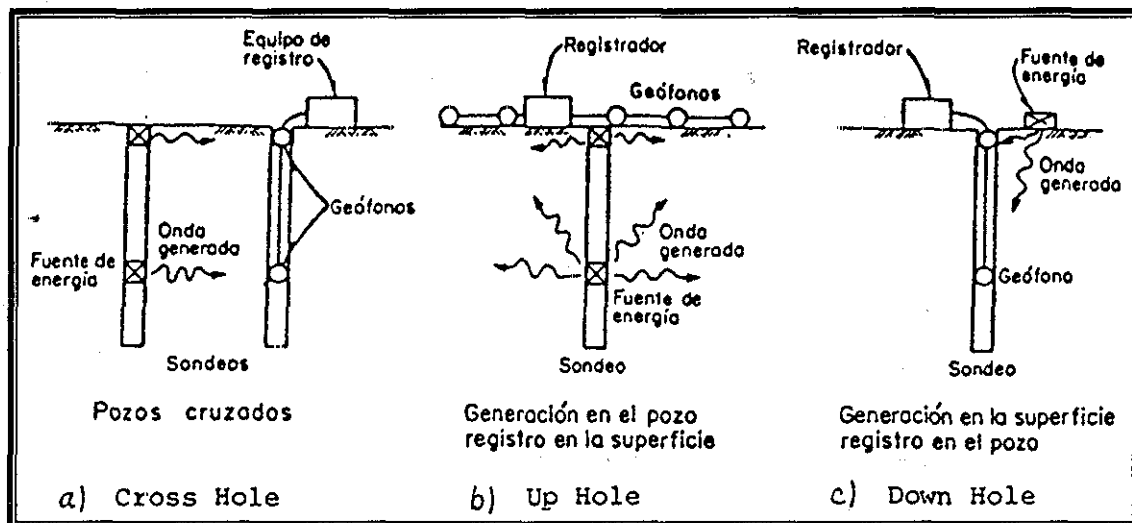 Equipo de
registro
Geófonos
Onda
generada
Fuente de
energía
Sondeos
Pozos cruzados
a) Cross Hole
Registrador
Geófonos
Onda
generada
Fuente de
energía
Sondeo
Generación en el pozo
registro en la superficie
b) Up Hole
Registrador
Fuente de
energía
Onda
generada
Geófono
Sondeo
Generación en la superficie
registro en el pozo
c) Down Hole